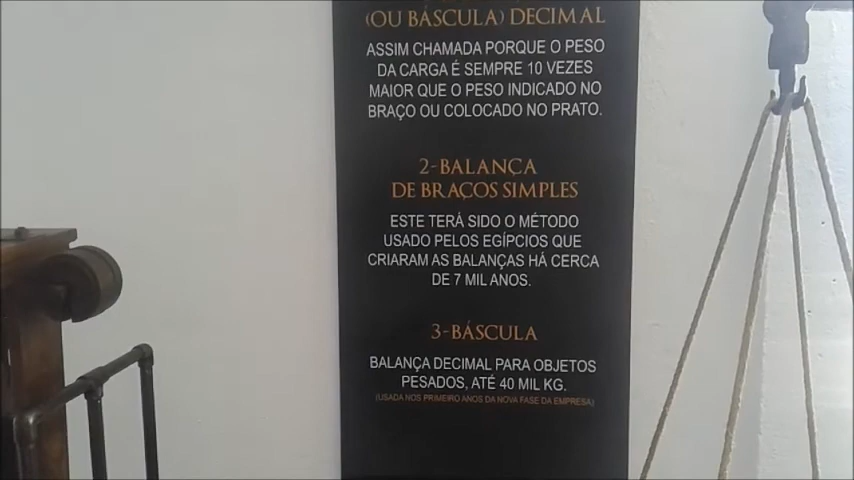 (OU BÁSCULA) DECIMAL
ASSIM CHAMADA PORQUE O PESO
DA CARGA É SEMPRE 10 VEZES
MAIOR QUE O PESO INDICADO NO
BRAÇO OU COLOCADO NO PRATO.
2-BALANÇA
DE BRAÇOS SIMPLES
ESTE TERÁ SIDO O MÉTODO
USADO PELOS EGÍPCIOS QUE
CRIARAM AS BALANÇAS HÁ CERCA
DE 7 MIL ANOS.
3-BÁSCULA
BALANÇA DECIMAL PARA OBJETOS
PESADOS, ATÉ 40 MIL KG.
(USADA NOS PRIMEIRO ANOS DA NOVA FASE DA EMPRESA)